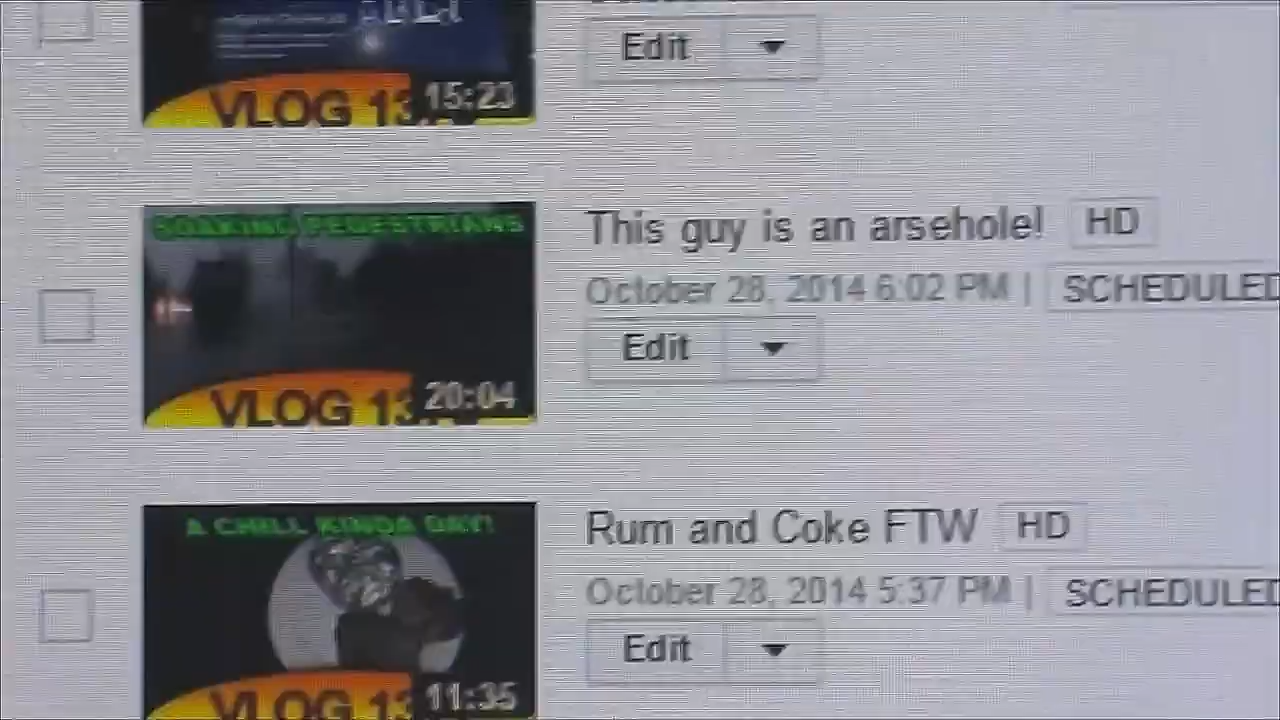 Edit
VLOG 13
15:23
SOAKING PEDESTRIANS
This guy is an arsehole! HD
October 28, 2014 6:02 PM | SCHEDULED
Edit
VLOG 13
20:04
A CHILL KINDA DAY!
Rum and Coke FTW HD
October 28, 2014 5:37 PM | SCHEDULED
Edit
VLOG 13
11:35